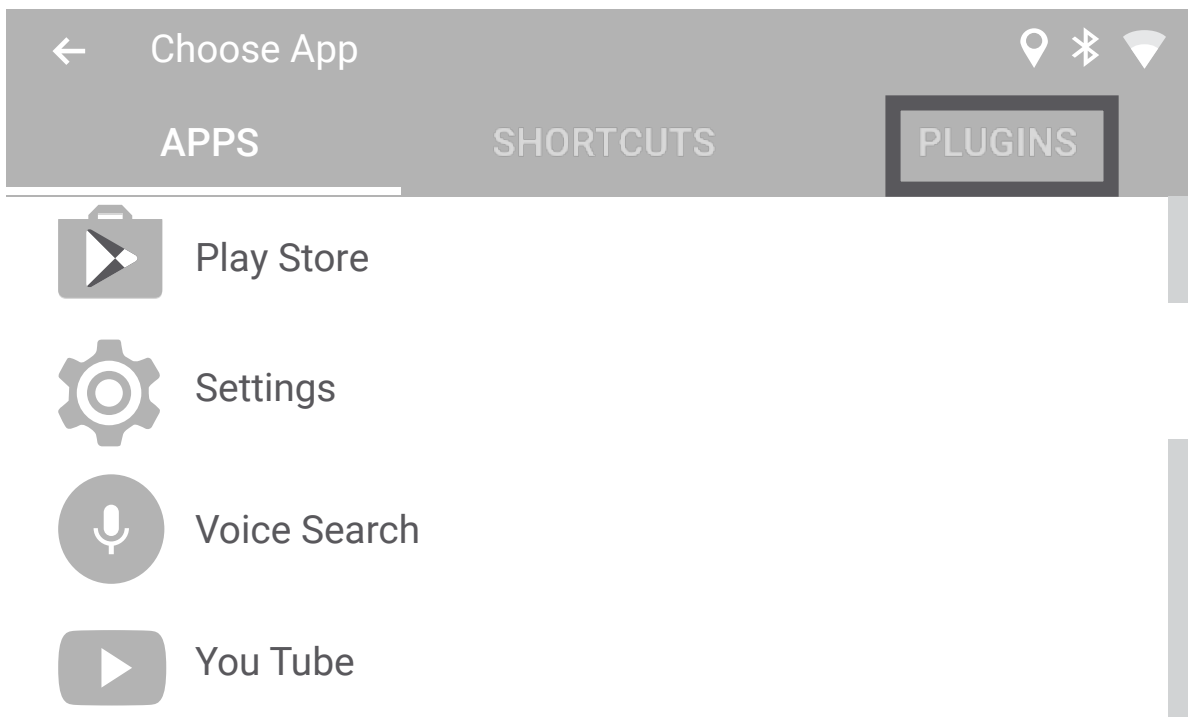 Choose App
APPS SHORTCUTS PLUGINS
Play Store
Settings
Voice Search
You Tube